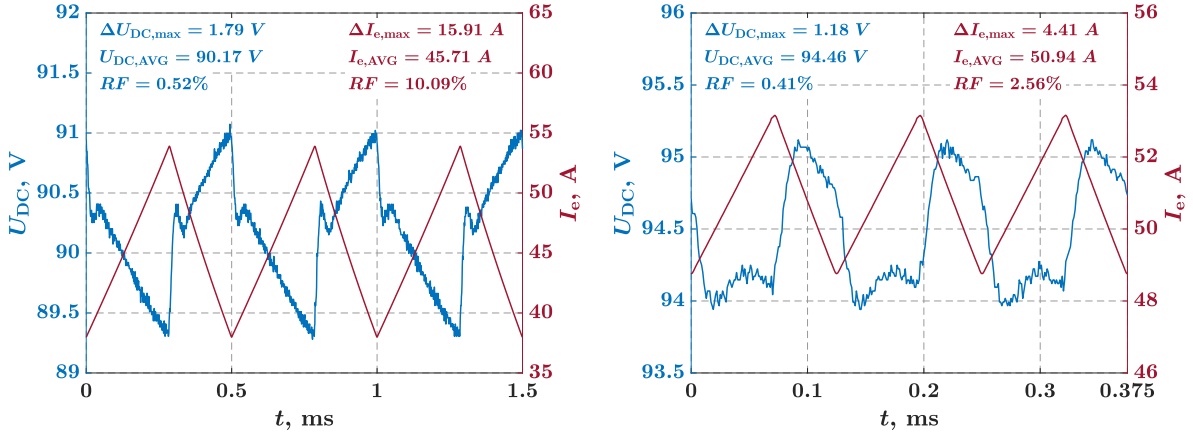 92
91.5
91
90.5
90
89.5
89
U_DC, V
ΔU_DC,max = 1.79 V
U_DC,AVG = 90.17 V
RF = 0.52%
ΔI_e,max = 15.91 A
I_e,AVG = 45.71 A
RF = 10.09%
65
60
55
50
45
40
35
I_e, A
0
0.5
1
1.5
t, ms
96
95.5
95
94.5
94
93.5
U_DC, V
ΔU_DC,max = 1.18 V
U_DC,AVG = 94.46 V
RF = 0.41%
ΔI_e,max = 4.41 A
I_e,AVG = 50.94 A
RF = 2.56%
56
54
52
50
48
46
I_e, A
0
0.1
0.2
0.3
0.375
t, ms